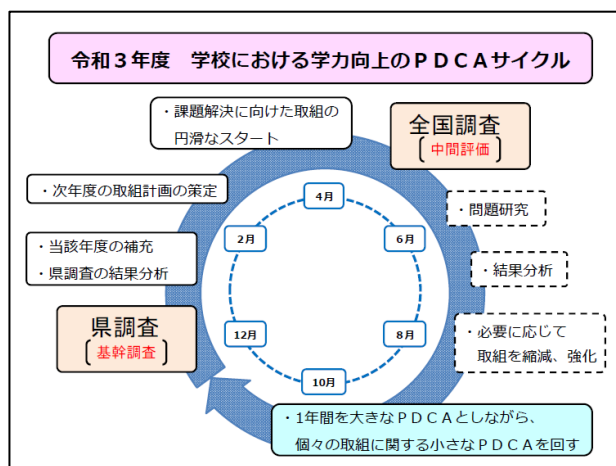 令和３年度　学校における学力向上のＰＤＣＡサイクル
・課題解決に向けた取組の
円滑なスタート
全国調査
中間評価
・次年度の取組計画の策定
4月
・問題研究
2月
6月
・当該年度の補充
・県調査の結果分析
・結果分析
県調査
基幹調査
12月
8月
・必要に応じて
取組を縮減、強化
10月
・1年間を大きなＰＤＣＡとしながら、
個々の取組に関する小さなＰＤＣＡを回す